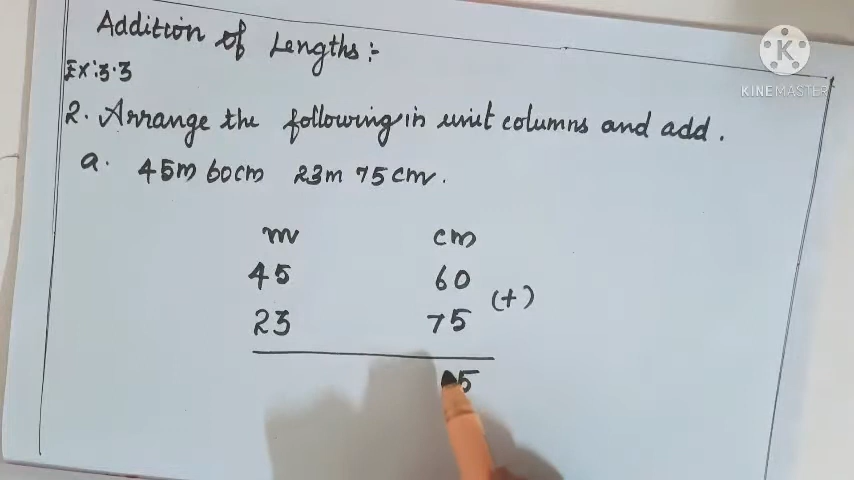 Addition of Lengths :-
Ex:3.3
2. Arrange the following in unit columns and add.
a. 45m 60cm 23m 75cm.
m cm
45 60
23 75 (+)
5
K
KINEMASTER